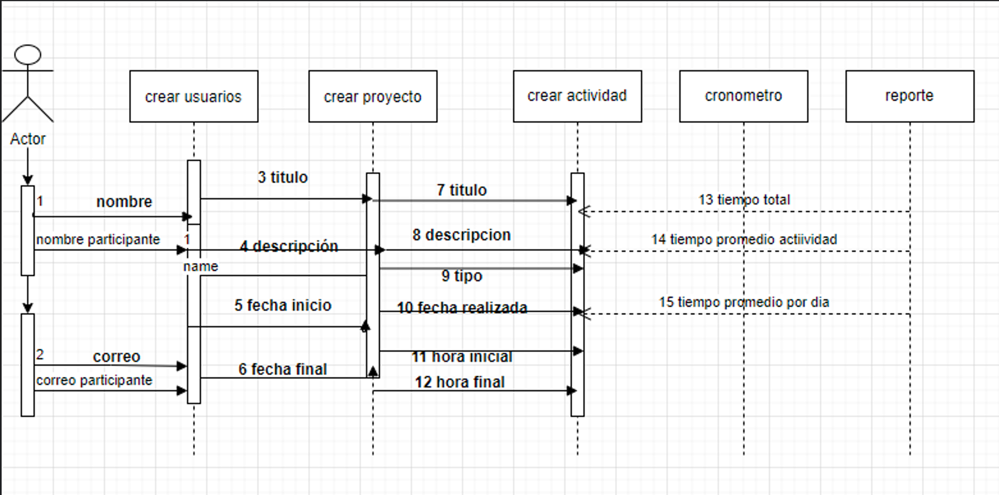 crear usuarios
crear proyecto
crear actividad
cronometro
reporte
Actor
3 titulo
7 titulo
1
nombre
13 tiempo total
nombre participante
1
4 descripción
8 descripcion
14 tiempo promedio actiividad
name
9 tipo
5 fecha inicio
10 fecha realizada
15 tiempo promedio por dia
2
correo
11 hora inicial
6 fecha final
correo participante
12 hora final